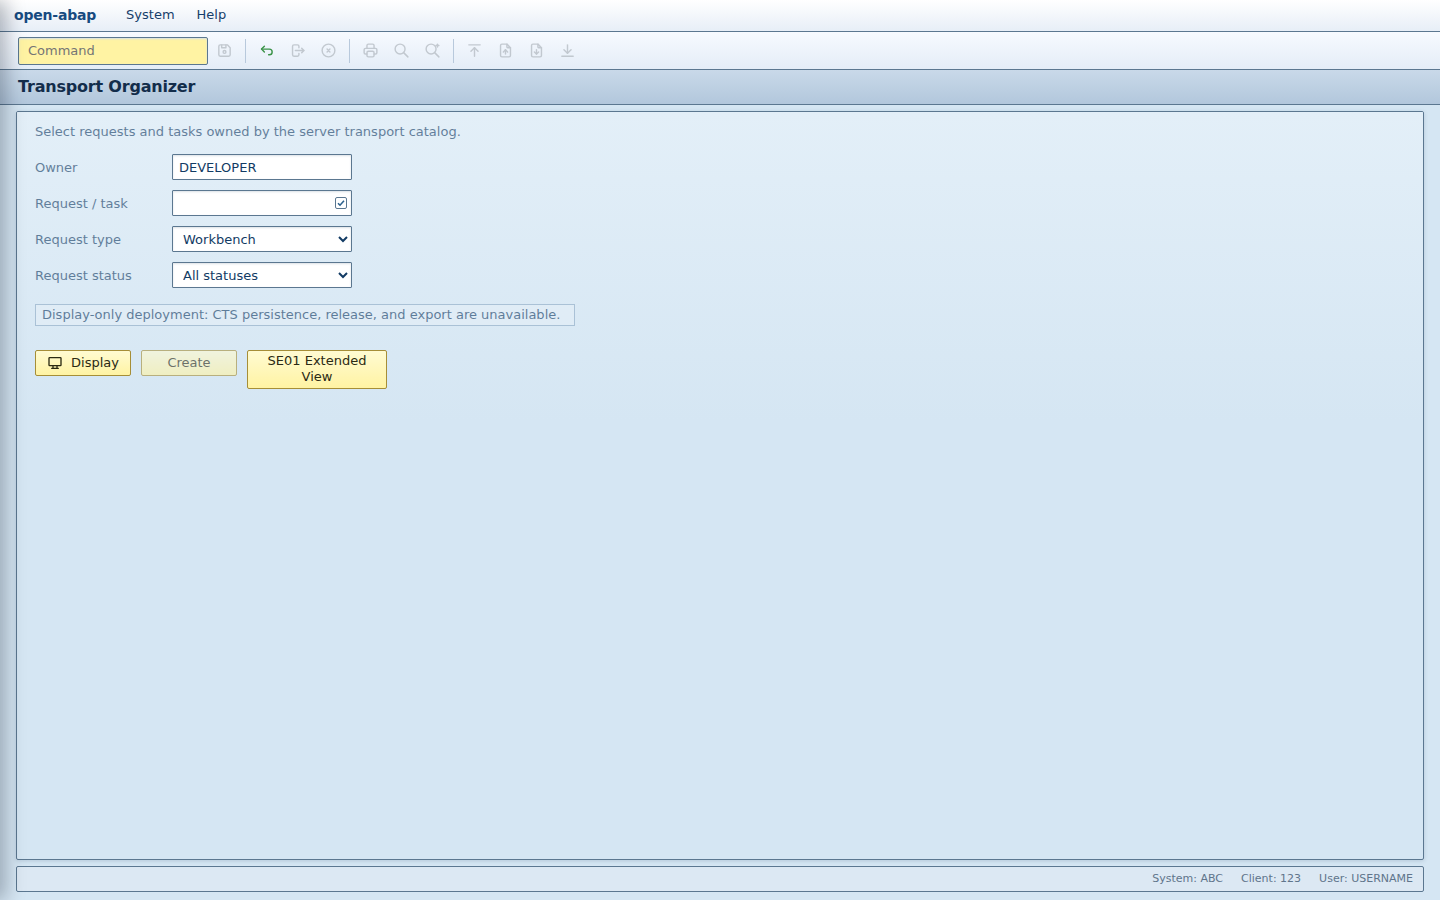 open-abap System Help
Command
Transport Organizer
Select requests and tasks owned by the server transport catalog.
Owner DEVELOPER
Request / task
Request type Workbench
Request status All statuses
Display-only deployment: CTS persistence, release, and export are unavailable.
Display Create SE01 Extended
View
System: ABC Client: 123 User: USERNAME